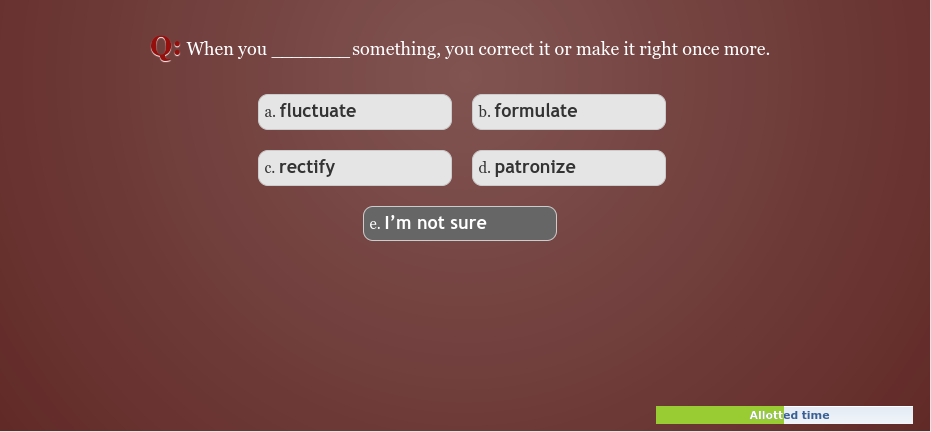 Q: When you _______ something, you correct it or make it right once more.
a. fluctuate
b. formulate
c. rectify
d. patronize
e. I'm not sure
Allotted time